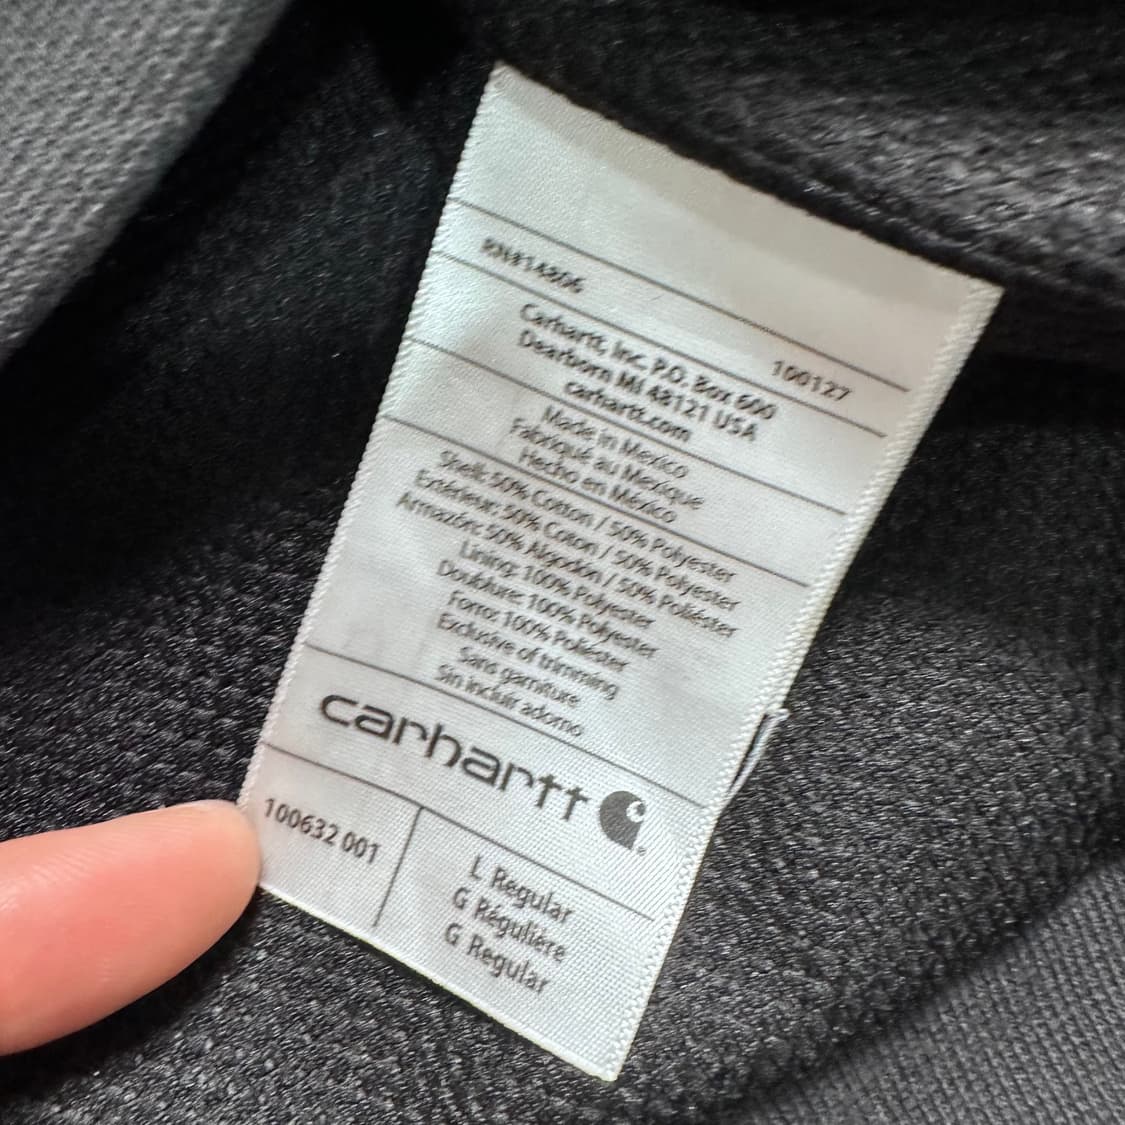 RN#14806
100127
Carhartt, Inc. P.O. Box 600
Dearborn MI 48121 USA
carhartt.com
Made in Mexico
Fabriqué au Mexique
Hecho en México
Shell: 50% Cotton / 50% Polyester
Extérieur: 50% Coton / 50% Polyester
Armazón: 50% Algodón / 50% Poliéster
Lining: 100% Polyester
Doublure: 100% Polyester
Forro: 100% Poliéster
Exclusive of trimming
Sans garniture
Sin incluir adorno
carhartt
100632 001
L Regular
G Régulière
G Regular